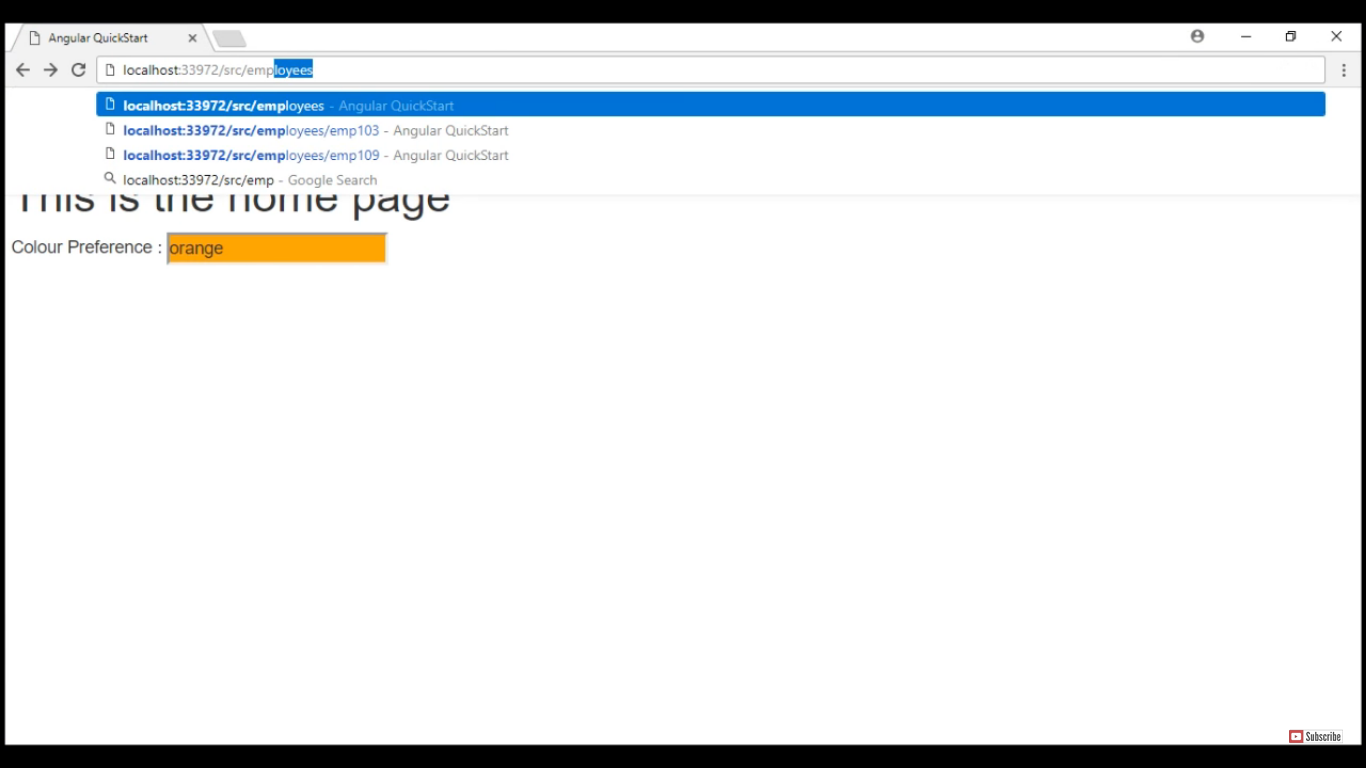 Angular QuickStart
localhost:33972/src/employees
localhost:33972/src/employees - Angular QuickStart
localhost:33972/src/employees/emp103 - Angular QuickStart
localhost:33972/src/employees/emp109 - Angular QuickStart
localhost:33972/src/emp - Google Search
This is the home page
Colour Preference : orange
Subscribe